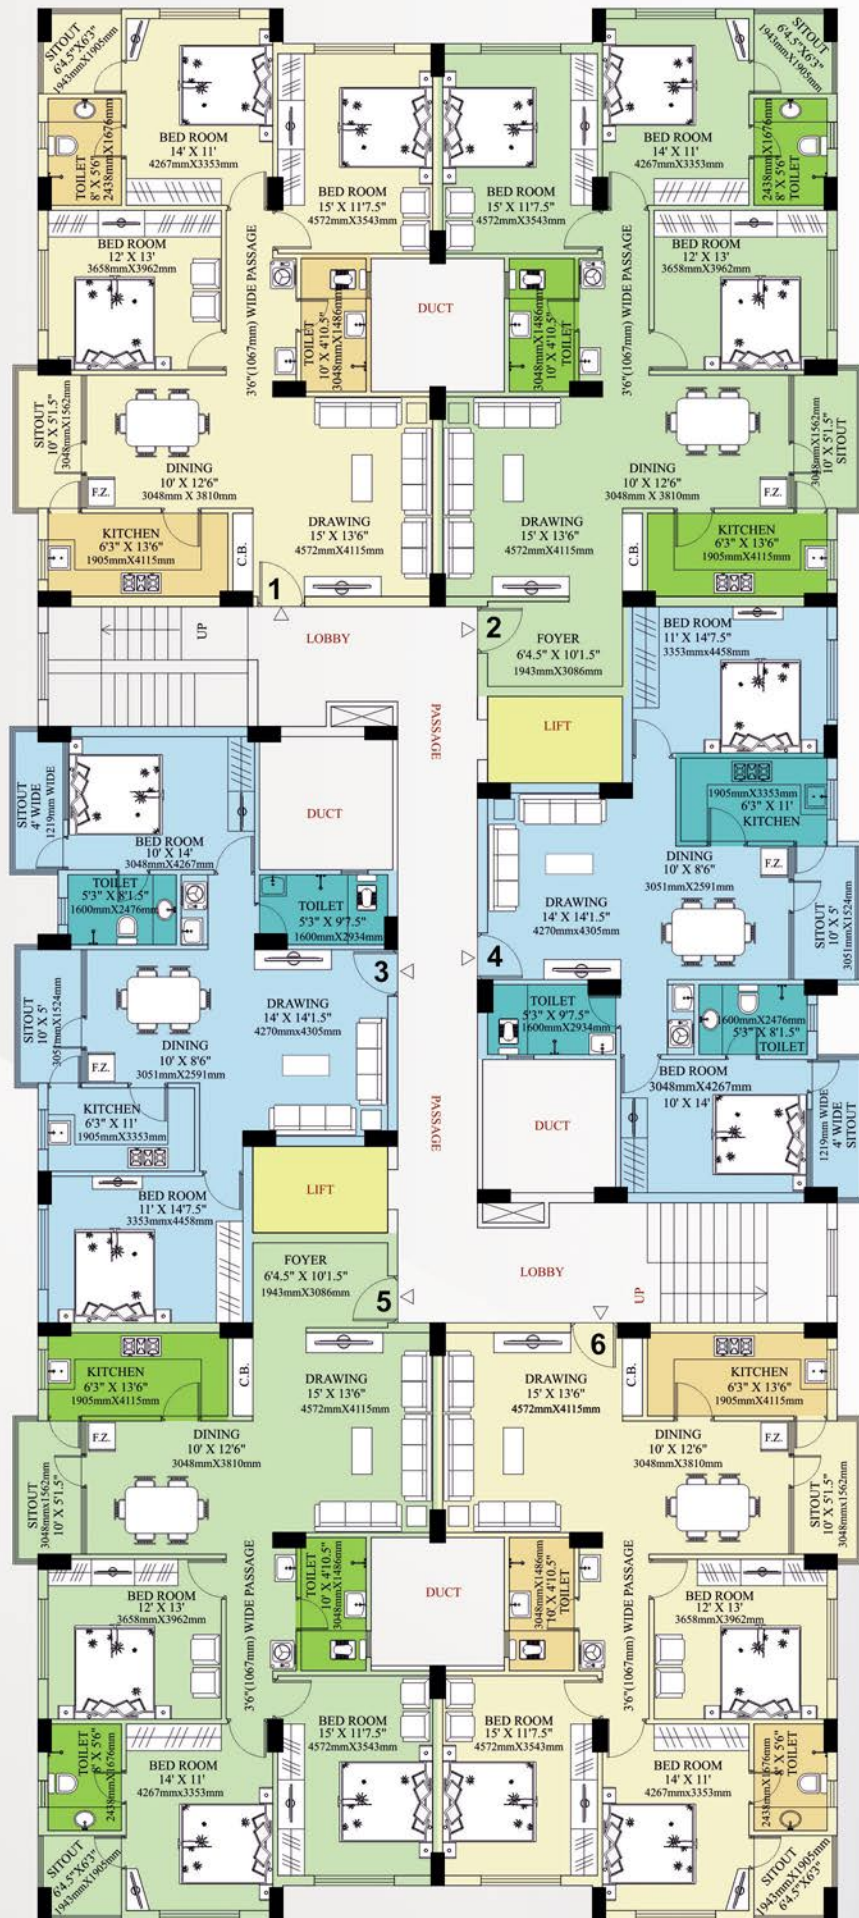 SITOUT
6'4.5"X6'3"
1943mmX1905mm
BED ROOM
14' X 11'
4267mmX3353mm
TOILET
8' X 5'6"
2438mmX1676mm
BED ROOM
15' X 11'7.5"
4572mmX3543mm
BED ROOM
12' X 13'
3658mmX3962mm
3'6"(1067mm) WIDE PASSAGE
TOILET
10' X 4'10.5"
3048mmX1486mm
SITOUT
10' X 5'1.5"
3048mmX1562mm
DINING
10' X 12'6"
3048mm X 3810mm
F.Z.
KITCHEN
6'3" X 13'6"
1905mmX4115mm
C.B.
DRAWING
15' X 13'6"
4572mmX4115mm
1
DUCT
SITOUT
6'4.5"X6'3"
1943mmX1905mm
BED ROOM
14' X 11'
4267mmX3353mm
2438mmX1676mm
8' X 5'6"
TOILET
BED ROOM
15' X 11'7.5"
4572mmX3543mm
BED ROOM
12' X 13'
3658mmX3962mm
3'6"(1067mm) WIDE PASSAGE
3048mmX1486mm
10' X 4'10.5"
TOILET
3048mmX1562mm
10' X 5'1.5"
SITOUT
DINING
10' X 12'6"
3048mm X 3810mm
F.Z.
DRAWING
15' X 13'6"
4572mmX4115mm
C.B.
KITCHEN
6'3" X 13'6"
1905mmX4115mm
UP
LOBBY
2
FOYER
6'4.5" X 10'1.5"
1943mmX3086mm
PASSAGE
LIFT
BED ROOM
11' X 14'7.5"
3353mmx4458mm
1905mmX3353mm
6'3" X 11'
KITCHEN
SITOUT
4' WIDE
1219mm WIDE
BED ROOM
10' X 14'
3048mmX4267mm
DUCT
TOILET
5'3" X 8'1.5"
1600mmX2476mm
TOILET
5'3" X 9'7.5"
1600mmX2934mm
DINING
10' X 8'6"
3051mmX2591mm
F.Z.
DRAWING
14' X 14'1.5"
4270mmx4305mm
SITOUT
10' X 5'
3051mmX1524mm
3
4
SITOUT
10' X 5'
3051mmX1524mm
DRAWING
14' X 14'1.5"
4270mmx4305mm
DINING
10' X 8'6"
3051mmX2591mm
F.Z.
TOILET
5'3" X 9'7.5"
1600mmX2934mm
1600mmX2476mm
5'3" X 8'1.5"
TOILET
BED ROOM
3048mmX4267mm
10' X 14'
1219mm WIDE
4' WIDE
SITOUT
KITCHEN
6'3" X 11'
1905mmX3353mm
PASSAGE
DUCT
BED ROOM
11' X 14'7.5"
3353mmx4458mm
LIFT
FOYER
6'4.5" X 10'1.5"
1943mmX3086mm
5
LOBBY
UP
6
KITCHEN
6'3" X 13'6"
1905mmX4115mm
C.B.
DRAWING
15' X 13'6"
4572mmX4115mm
F.Z.
DINING
10' X 12'6"
3048mmX3810mm
SITOUT
10' X 5'1.5"
3048mmx1562mm
TOILET
10' X 4'10.5"
3048mmX1486mm
BED ROOM
12' X 13'
3658mmX3962mm
3'6"(1067mm) WIDE PASSAGE
BED ROOM
15' X 11'7.5"
4572mmX3543mm
TOILET
8' X 5'6"
2438mmX1676mm
BED ROOM
14' X 11'
4267mmX3353mm
SITOUT
6'4.5"X6'3"
1943mmX1905mm
DUCT
DRAWING
15' X 13'6"
4572mmX4115mm
C.B.
KITCHEN
6'3" X 13'6"
1905mmX4115mm
DINING
10' X 12'6"
3048mmX3810mm
F.Z.
SITOUT
10' X 5'1.5"
3048mmx1562mm
3048mmX1486mm
10' X 4'10.5"
TOILET
3'6"(1067mm) WIDE PASSAGE
BED ROOM
12' X 13'
3658mmX3962mm
BED ROOM
15' X 11'7.5"
4572mmX3543mm
BED ROOM
14' X 11'
4267mmX3353mm
2438mmX1676mm
8' X 5'6"
TOILET
SITOUT
1943mmX1905mm
6'4.5"X6'3"